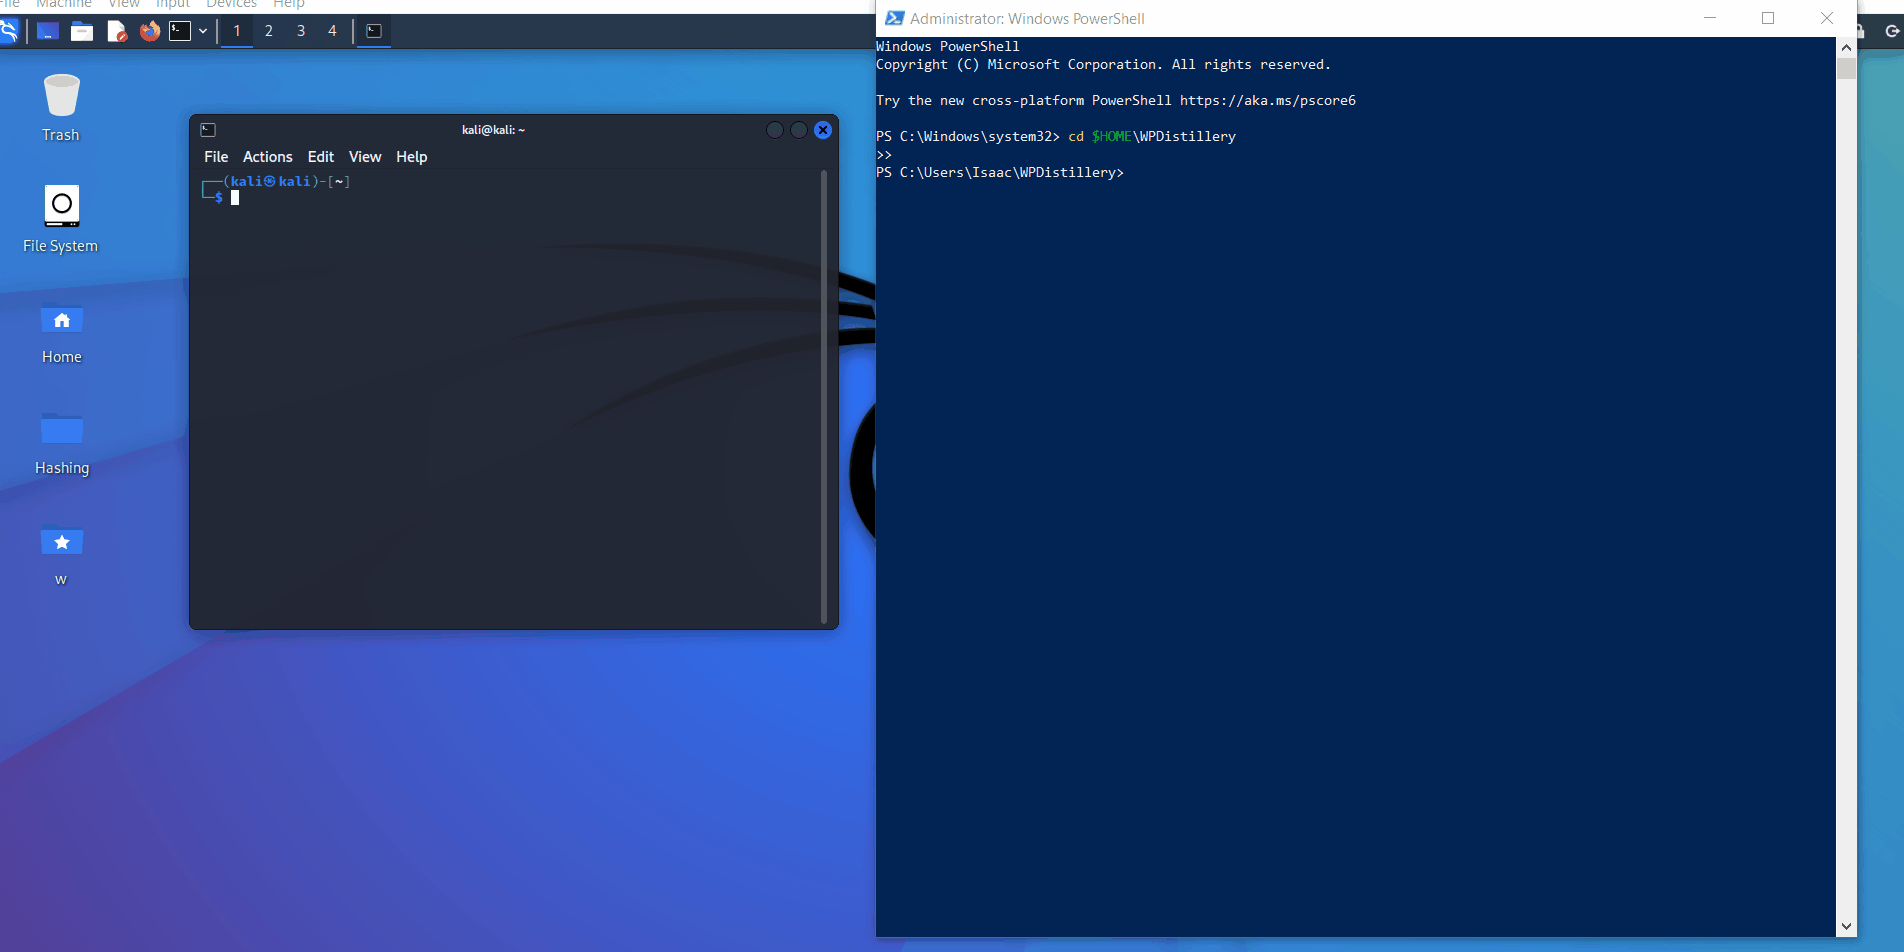 File Machine View Input Devices Help
1 2 3 4
Trash
File System
Home
Hashing
w
kali@kali: ~
File Actions Edit View Help
┌──(kali㉿kali)-[~]
└─$
Administrator: Windows PowerShell
Windows PowerShell
Copyright (C) Microsoft Corporation. All rights reserved.
Try the new cross-platform PowerShell https://aka.ms/pscore6
PS C:\Windows\system32> cd $HOME\WPDistillery
>>
PS C:\Users\Isaac\WPDistillery>